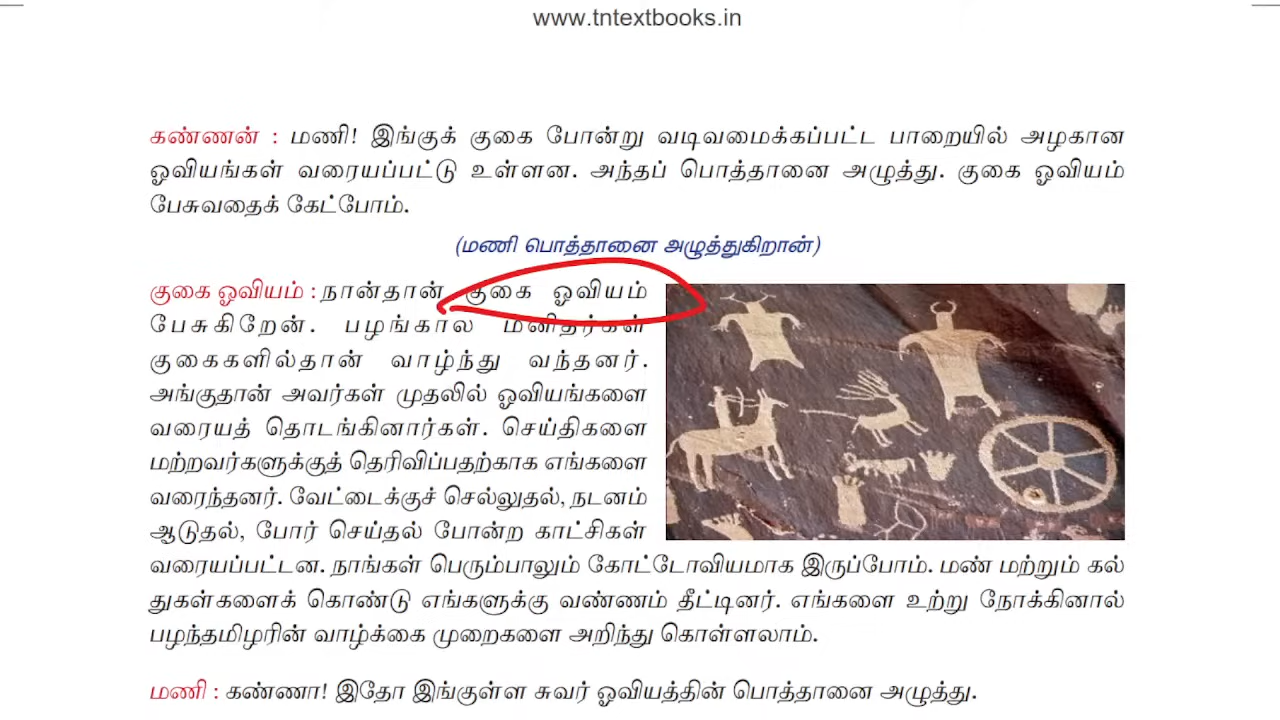 www.tntextbooks.in
கண்ணன் : மணி! இங்குக் குகை போன்று வடிவமைக்கப்பட்ட பாறையில் அழகான
ஓவியங்கள் வரையப்பட்டு உள்ளன. அந்தப் பொத்தானை அழுத்து. குகை ஓவியம்
பேசுவதைக் கேட்போம்.
(மணி பொத்தானை அழுத்துகிறான்)
குகை ஓவியம் : நான்தான் குகை ஓவியம்
பேசுகிறேன். பழங்கால மனிதர்கள்
குகைகளில்தான் வாழ்ந்து வந்தனர்.
அங்குதான் அவர்கள் முதலில் ஓவியங்களை
வரையத் தொடங்கினார்கள். செய்திகளை
மற்றவர்களுக்குத் தெரிவிப்பதற்காக எங்களை
வரைந்தனர். வேட்டைக்குச் செல்லுதல், நடனம்
ஆடுதல், போர் செய்தல் போன்ற காட்சிகள்
வரையப்பட்டன. நாங்கள் பெரும்பாலும் கோட்டோவியமாக இருப்போம். மண் மற்றும் கல்
துகள்களைக் கொண்டு எங்களுக்கு வண்ணம் தீட்டினர். எங்களை உற்று நோக்கினால்
பழந்தமிழரின் வாழ்க்கை முறைகளை அறிந்து கொள்ளலாம்.
மணி : கண்ணா! இதோ இங்குள்ள சுவர் ஓவியத்தின் பொத்தானை அழுத்து.